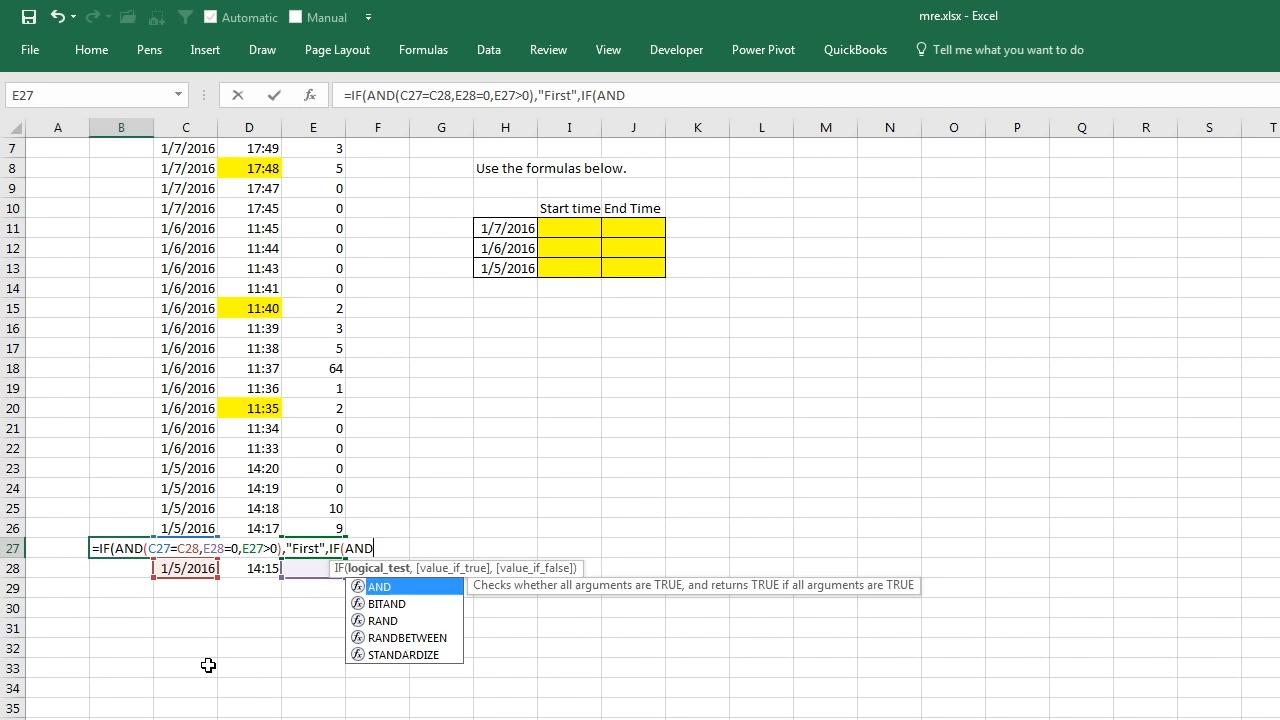 Automatic Manual mre.xlsx - Excel
File Home Pens Insert Draw Page Layout Formulas Data Review View Developer Power Pivot QuickBooks Tell me what you want to do
E27 fx =IF(AND(C27=C28,E28=0,E27>0),"First",IF(AND
A B C D E F G H I J K L M N O P Q R S T
7 1/7/2016 17:49 3
8 1/7/2016 17:48 5 Use the formulas below.
9 1/7/2016 17:47 0
10 1/7/2016 17:45 0 Start time End Time
11 1/6/2016 11:45 0 1/7/2016
12 1/6/2016 11:44 0 1/6/2016
13 1/6/2016 11:43 0 1/5/2016
14 1/6/2016 11:41 0
15 1/6/2016 11:40 2
16 1/6/2016 11:39 3
17 1/6/2016 11:38 5
18 1/6/2016 11:37 64
19 1/6/2016 11:36 1
20 1/6/2016 11:35 2
21 1/6/2016 11:34 0
22 1/6/2016 11:33 0
23 1/5/2016 14:20 0
24 1/5/2016 14:19 0
25 1/5/2016 14:18 10
26 1/5/2016 14:17 9
27 =IF(AND(C27=C28,E28=0,E27>0),"First",IF(AND
28 1/5/2016 14:15 IF(logical_test, [value_if_true], [value_if_false])
29 fx AND Checks whether all arguments are TRUE, and returns TRUE if all arguments are TRUE
30 fx BITAND
31 fx RAND
32 fx RANDBETWEEN
33 fx STANDARDIZE
34
35